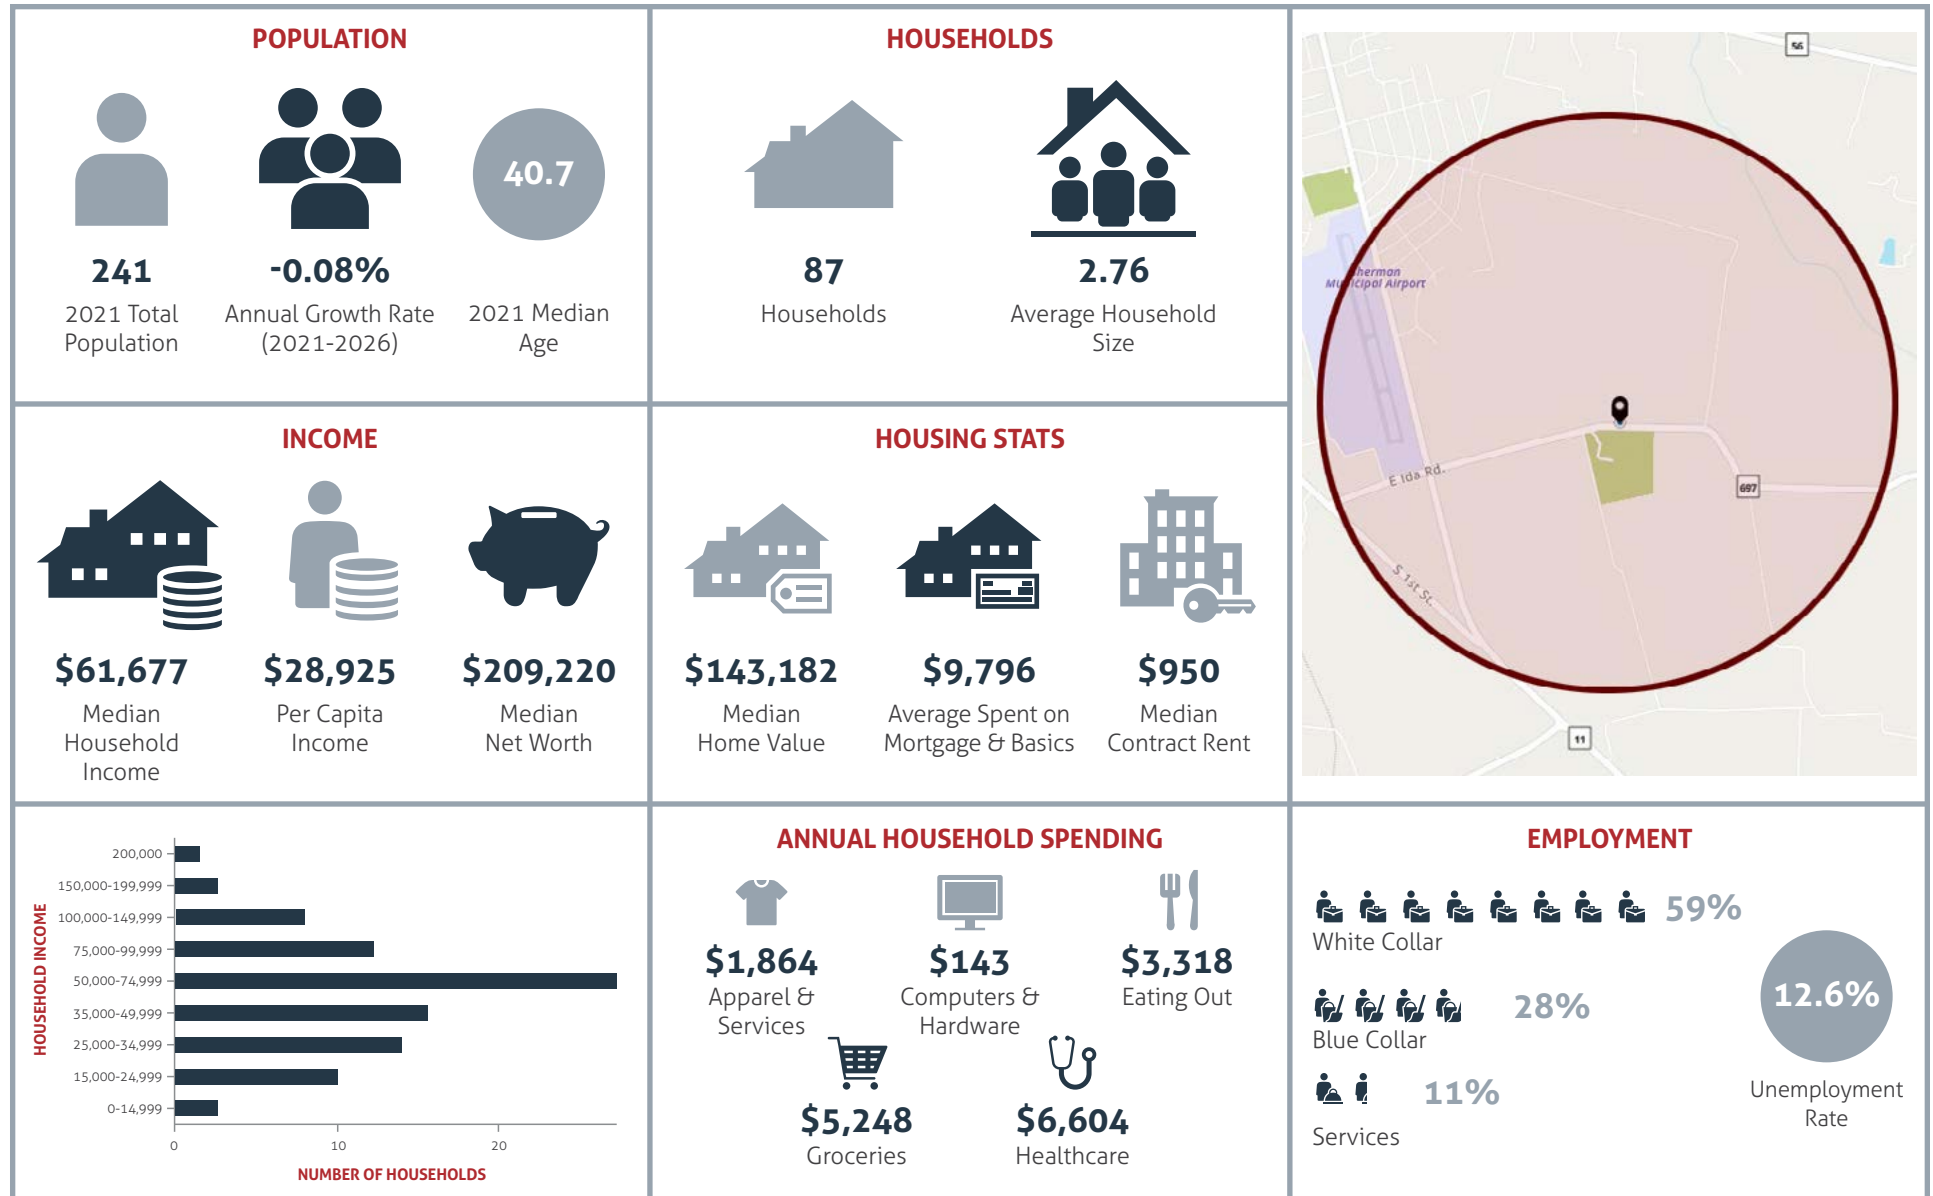 POPULATION
40.7
241
2021 Total
Population
-0.08%
Annual Growth Rate
(2021-2026)
2021 Median
Age
HOUSEHOLDS
87
Households
2.76
Average Household
Size
56
Sherman
Municipal Airport
E Ida Rd.
697
S 1st St.
11
INCOME
$61,677
Median
Household
Income
$28,925
Per Capita
Income
$209,220
Median
Net Worth
HOUSING STATS
$143,182
Median
Home Value
$9,796
Average Spent on
Mortgage & Basics
$950
Median
Contract Rent
HOUSEHOLD INCOME
200,000
150,000-199,999
100,000-149,999
75,000-99,999
50,000-74,999
35,000-49,999
25,000-34,999
15,000-24,999
0-14,999
0 10 20
NUMBER OF HOUSEHOLDS
ANNUAL HOUSEHOLD SPENDING
$1,864
Apparel &
Services
$143
Computers &
Hardware
$3,318
Eating Out
$5,248
Groceries
$6,604
Healthcare
EMPLOYMENT
59%
White Collar
28%
Blue Collar
11%
Services
12.6%
Unemployment
Rate